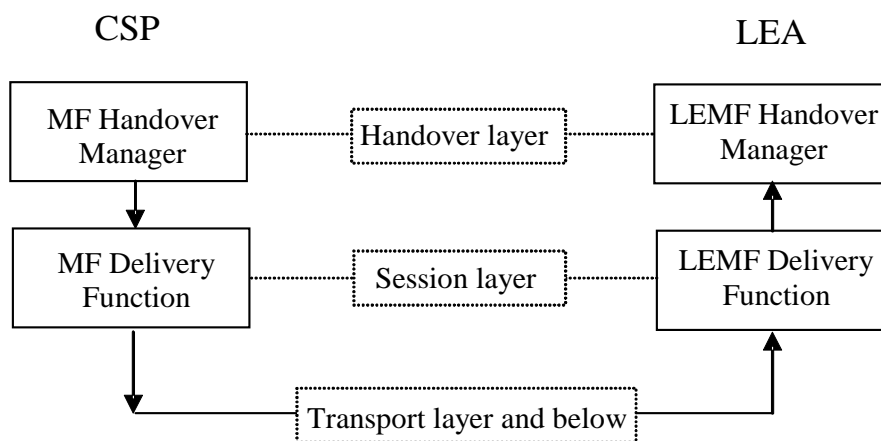 CSP
LEA
MF Handover
Manager
Handover layer
LEMF Handover
Manager
MF Delivery
Function
Session layer
LEMF Delivery
Function
Transport layer and below